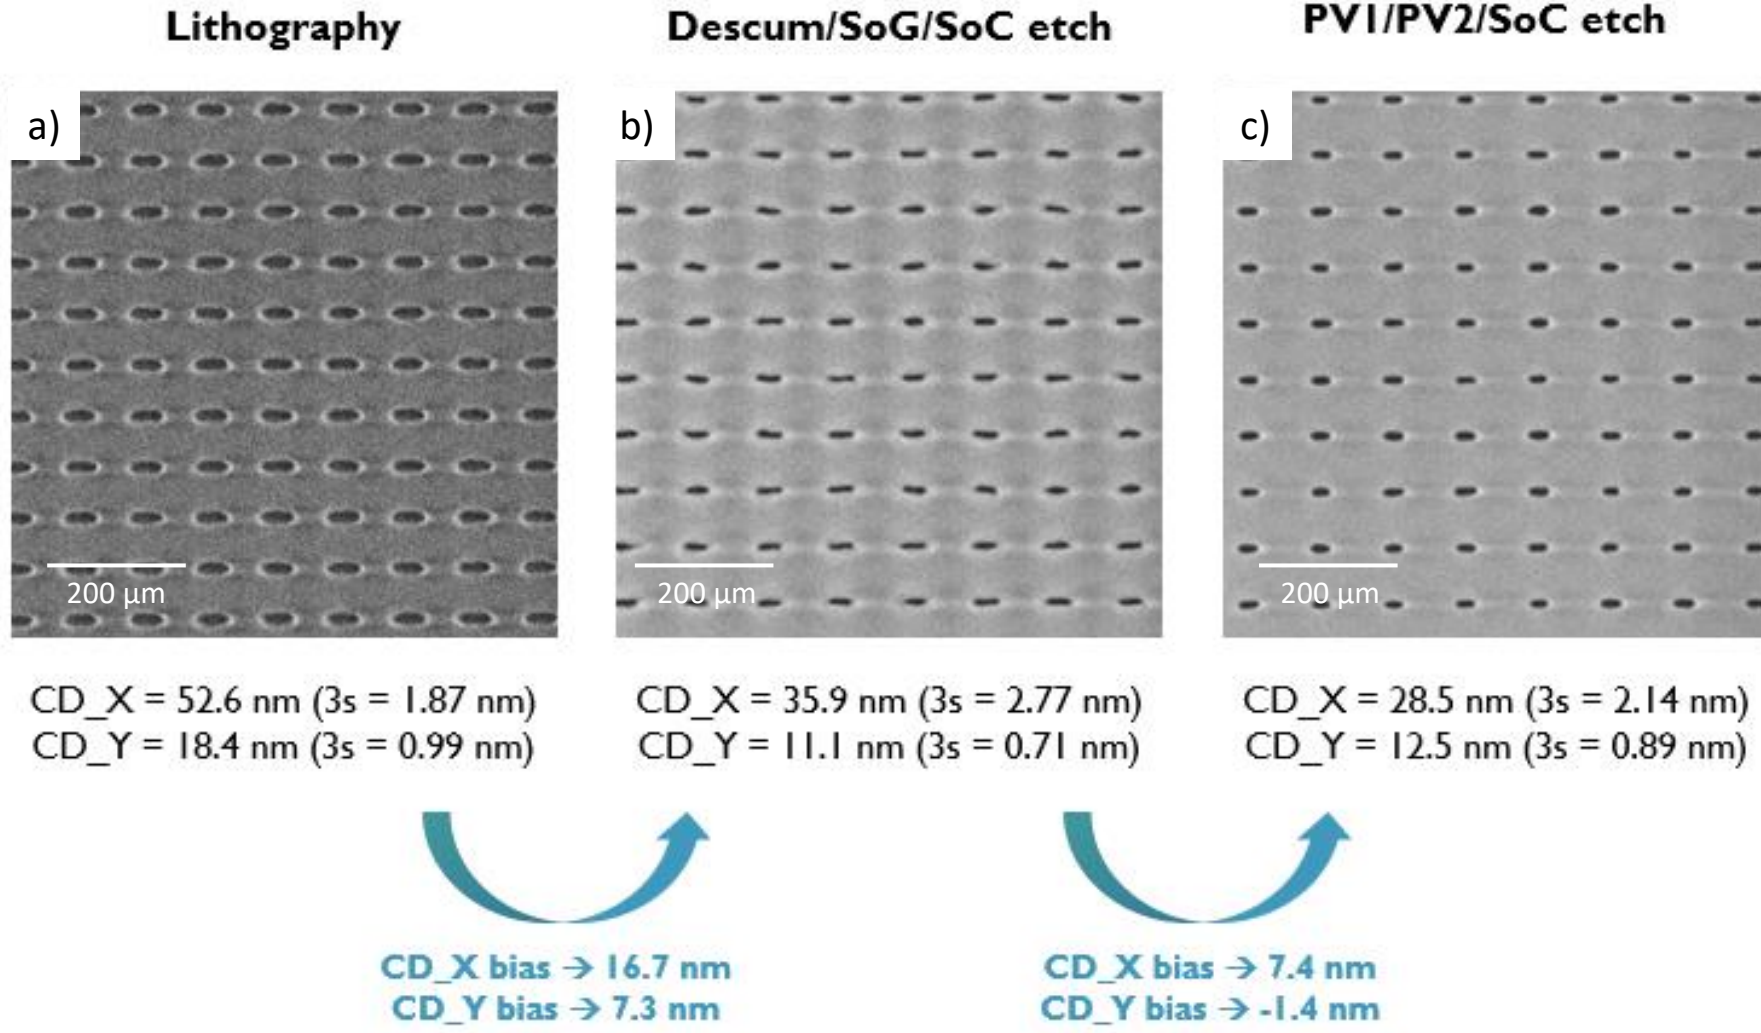 Lithography
Descum/SoG/SoC etch
PV1/PV2/SoC etch
a)
b)
c)
200 µm
200 µm
200 µm
CD_X = 52.6 nm (3s = 1.87 nm)
CD_Y = 18.4 nm (3s = 0.99 nm)
CD_X = 35.9 nm (3s = 2.77 nm)
CD_Y = 11.1 nm (3s = 0.71 nm)
CD_X = 28.5 nm (3s = 2.14 nm)
CD_Y = 12.5 nm (3s = 0.89 nm)
CD_X bias → 16.7 nm
CD_Y bias → 7.3 nm
CD_X bias → 7.4 nm
CD_Y bias → -1.4 nm